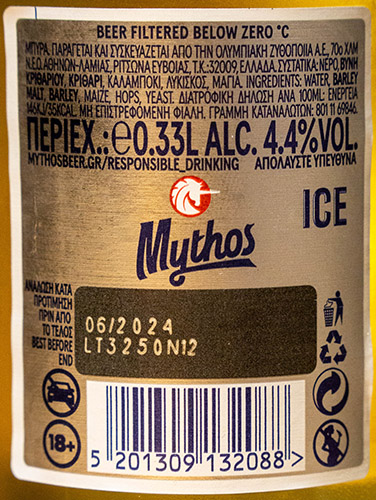 BEER FILTERED BELOW ZERO °C
ΜΠΥΡΑ. ΠΑΡΑΓΕΤΑΙ ΚΑΙ ΣΥΣΚΕΥΑΖΕΤΑΙ ΑΠΟ ΤΗΝ ΟΛΥΜΠΙΑΚΗ ΖΥΘΟΠΟΙΙΑ Α.Ε., 70ο ΧΛΜ
Ν.Ε.Ο. ΑΘΗΝΩΝ-ΛΑΜΙΑΣ, ΡΙΤΣΩΝΑ ΕΥΒΟΙΑΣ, Τ.Κ.:32009, ΕΛΛΑΔΑ. ΣΥΣΤΑΤΙΚΑ: ΝΕΡΟ, ΒΥΝΗ
ΚΡΙΘΑΡΙΟΥ, ΚΡΙΘΑΡΙ, ΚΑΛΑΜΠΟΚΙ, ΛΥΚΙΣΚΟΣ, ΜΑΓΙΑ. INGREDIENTS: WATER, BARLEY
MALT, BARLEY, MAIZE, HOPS, YEAST. ΔΙΑΤΡΟΦΙΚΗ ΔΗΛΩΣΗ ΑΝΑ 100ML: ΕΝΕΡΓΕΙΑ
146KJ/35KCAL. ΜΗ ΕΠΙΣΤΡΕΦΟΜΕΝΗ ΦΙΑΛΗ. ΓΡΑΜΜΗ ΚΑΤΑΝΑΛΩΤΩΝ: 801 11 69846.
ΠΕΡΙΕΧ.: ℮0.33L ALC. 4.4%VOL.
MYTHOSBEER.GR/RESPONSIBLE_DRINKING ΑΠΟΛΑΥΣΤΕ ΥΠΕΥΘΥΝΑ
ICE
Mythos
ΑΝΑΛΩΣΗ ΚΑΤΑ
ΠΡΟΤΙΜΗΣΗ
ΠΡΙΝ ΑΠΟ
ΤΟ ΤΕΛΟΣ
BEST BEFORE
END
06/2024
LT3250N12
18+
5 201309 132088 >